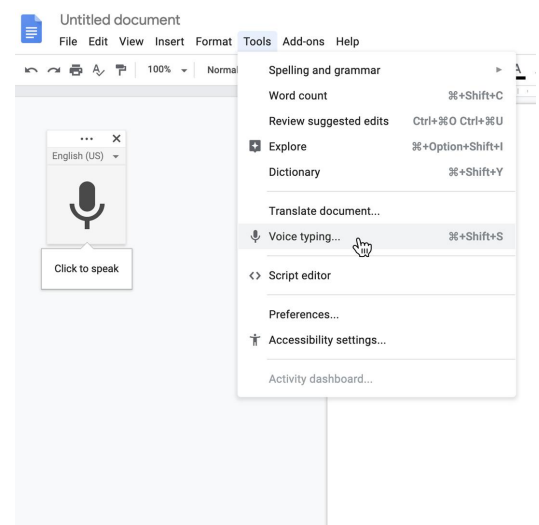 Untitled document
File Edit View Insert Format Tools Add-ons Help
100% Normal
English (US)
Click to speak
Spelling and grammar
Word count ⌘+Shift+C
Review suggested edits Ctrl+⌘O Ctrl+⌘U
Explore ⌘+Option+Shift+I
Dictionary ⌘+Shift+Y
Translate document...
Voice typing... ⌘+Shift+S
Script editor
Preferences...
Accessibility settings...
Activity dashboard...